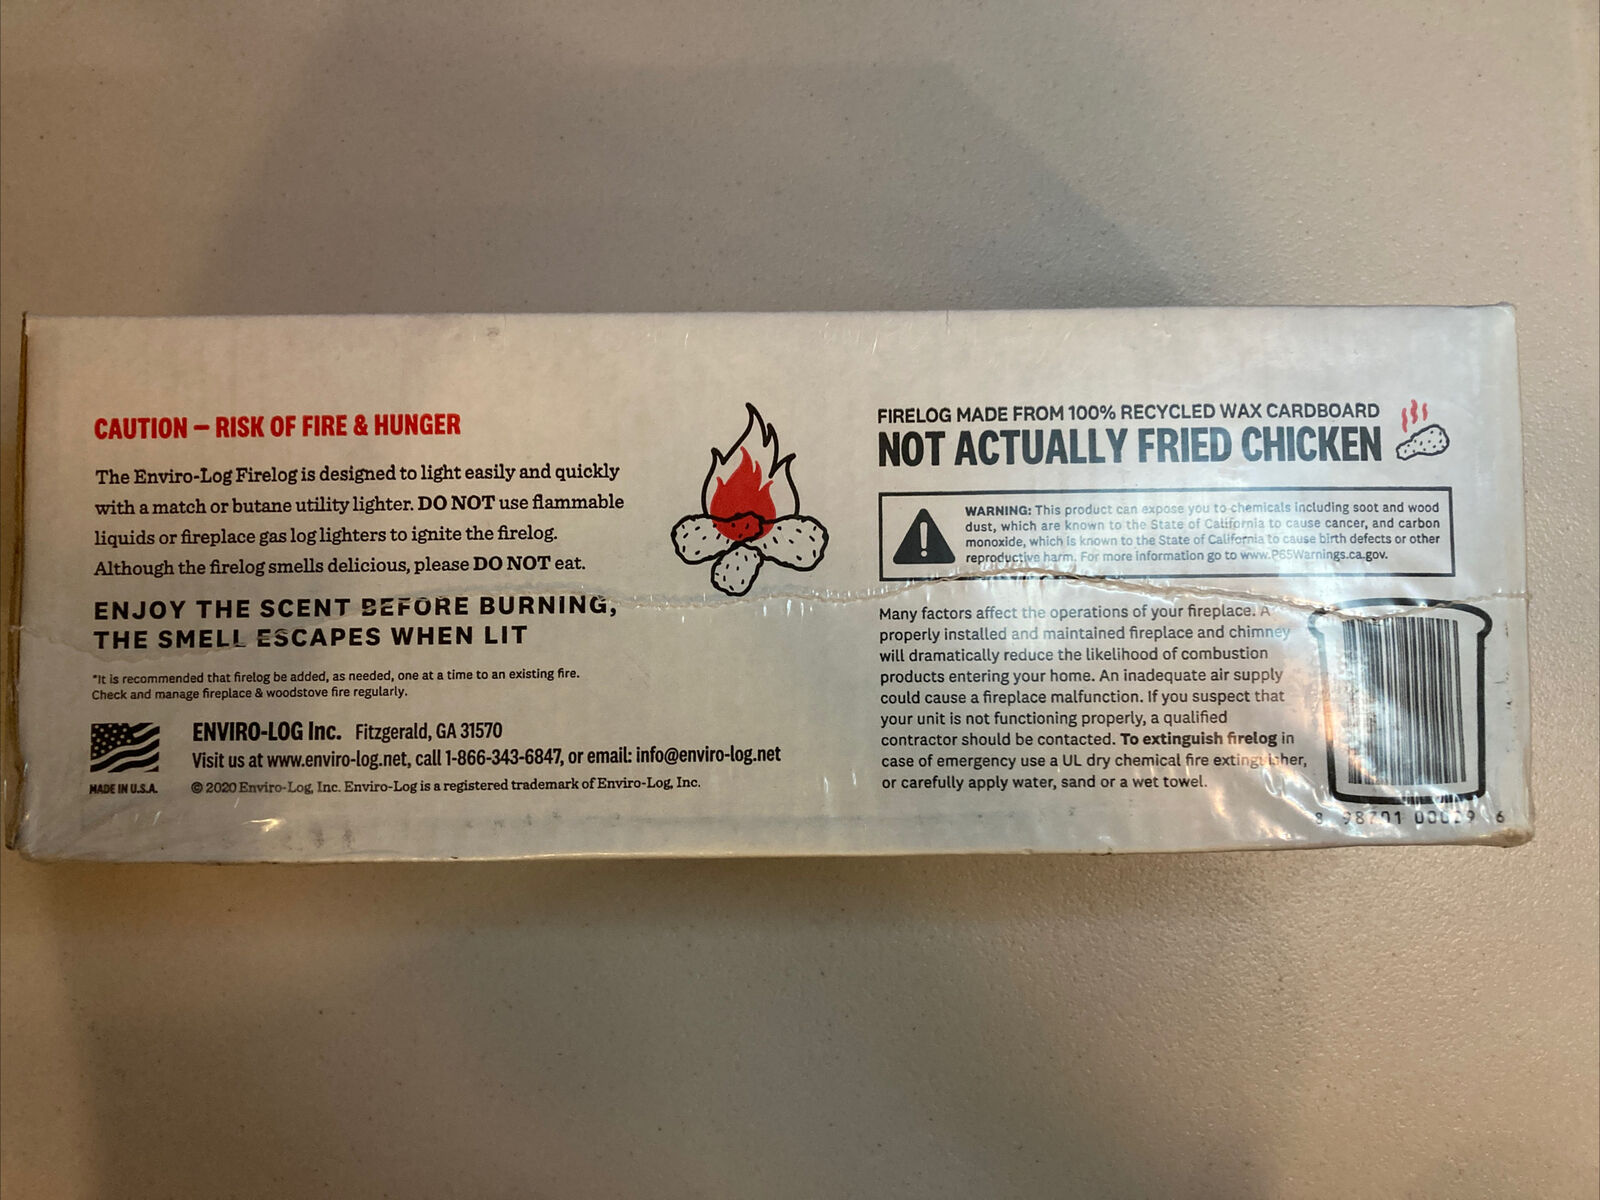 CAUTION – RISK OF FIRE & HUNGER
The Enviro-Log Firelog is designed to light easily and quickly
with a match or butane utility lighter. DO NOT use flammable
liquids or fireplace gas log lighters to ignite the firelog.
Although the firelog smells delicious, please DO NOT eat.
ENJOY THE SCENT BEFORE BURNING,
THE SMELL ESCAPES WHEN LIT
*It is recommended that firelog be added, as needed, one at a time to an existing fire.
Check and manage fireplace & woodstove fire regularly.
MADE IN U.S.A.
ENVIRO-LOG Inc. Fitzgerald, GA 31570
Visit us at www.enviro-log.net, call 1-866-343-6847, or email: info@enviro-log.net
© 2020 Enviro-Log, Inc. Enviro-Log is a registered trademark of Enviro-Log, Inc.
FIRELOG MADE FROM 100% RECYCLED WAX CARDBOARD
NOT ACTUALLY FRIED CHICKEN
WARNING: This product can expose you to chemicals including soot and wood
dust, which are known to the State of California to cause cancer, and carbon
monoxide, which is known to the State of California to cause birth defects or other
reproductive harm. For more information go to www.P65Warnings.ca.gov.
Many factors affect the operations of your fireplace. A
properly installed and maintained fireplace and chimney
will dramatically reduce the likelihood of combustion
products entering your home. An inadequate air supply
could cause a fireplace malfunction. If you suspect that
your unit is not functioning properly, a qualified
contractor should be contacted. To extinguish firelog in
case of emergency use a UL dry chemical fire extinguisher,
or carefully apply water, sand or a wet towel.
8 6